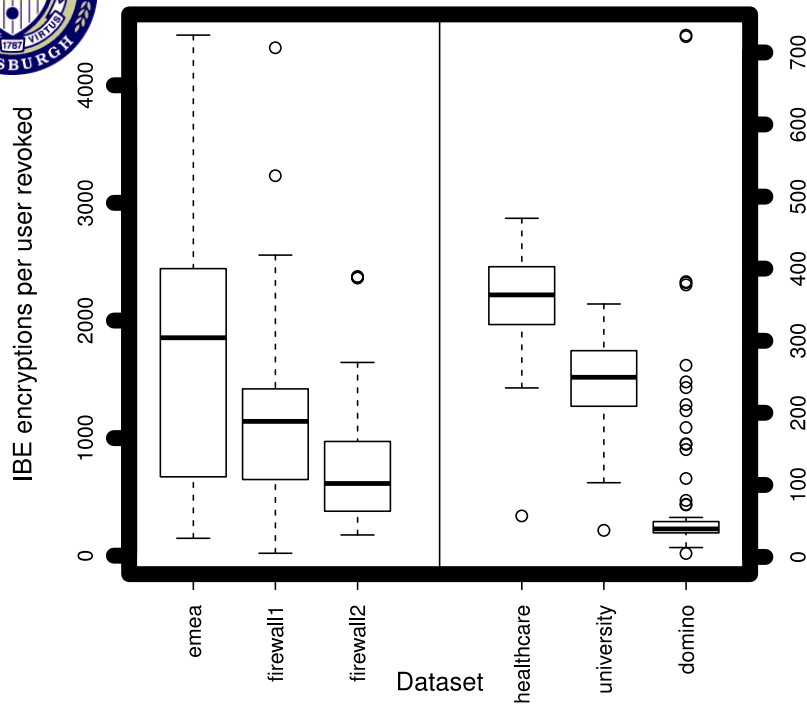 1787
VIRTUS
SBURGH
IBE encryptions per user revoked
0
1000
2000
3000
4000
0
100
200
300
400
500
600
700
emea
firewall1
firewall2
healthcare
university
domino
Dataset